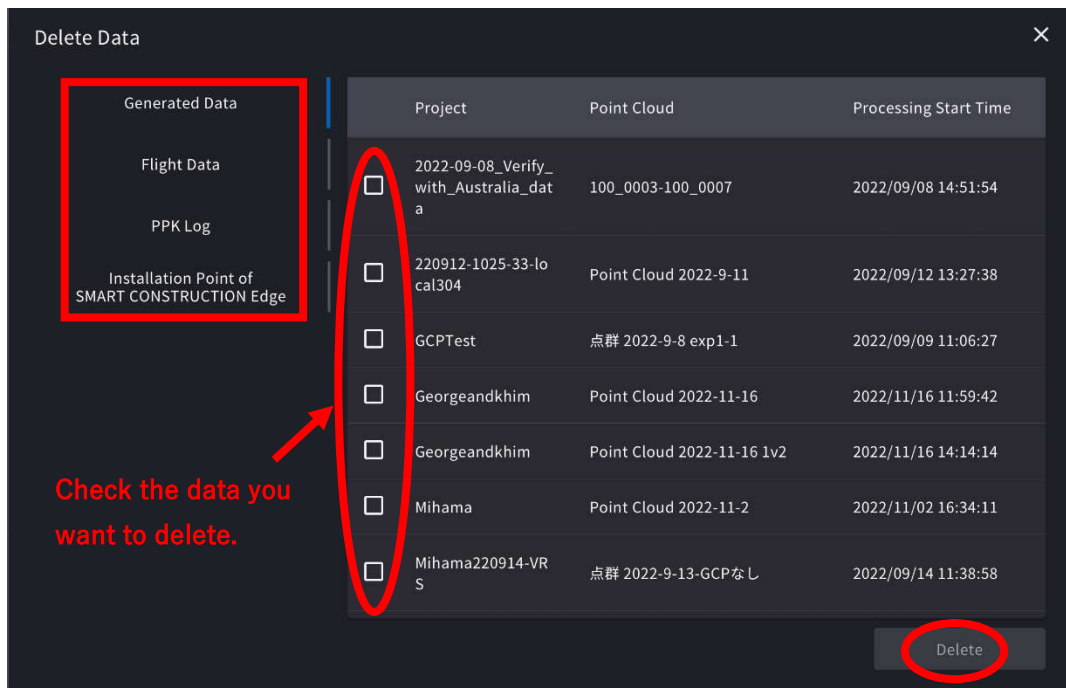 Delete Data
Generated Data
Flight Data
PPK Log
Installation Point of
SMART CONSTRUCTION Edge
Project Point Cloud Processing Start Time
2022-09-08_Verify_
with_Australia_dat
a
100_0003-100_0007
2022/09/08 14:51:54
220912-1025-33-lo
cal304
Point Cloud 2022-9-11
2022/09/12 13:27:38
GCPTest 点群 2022-9-8 exp1-1 2022/09/09 11:06:27
Georgeandkhim Point Cloud 2022-11-16 2022/11/16 11:59:42
Georgeandkhim Point Cloud 2022-11-16 1v2 2022/11/16 14:14:14
Mihama Point Cloud 2022-11-2 2022/11/02 16:34:11
Mihama220914-VR
S
点群 2022-9-13-GCPなし
2022/09/14 11:38:58
Check the data you
want to delete.
Delete